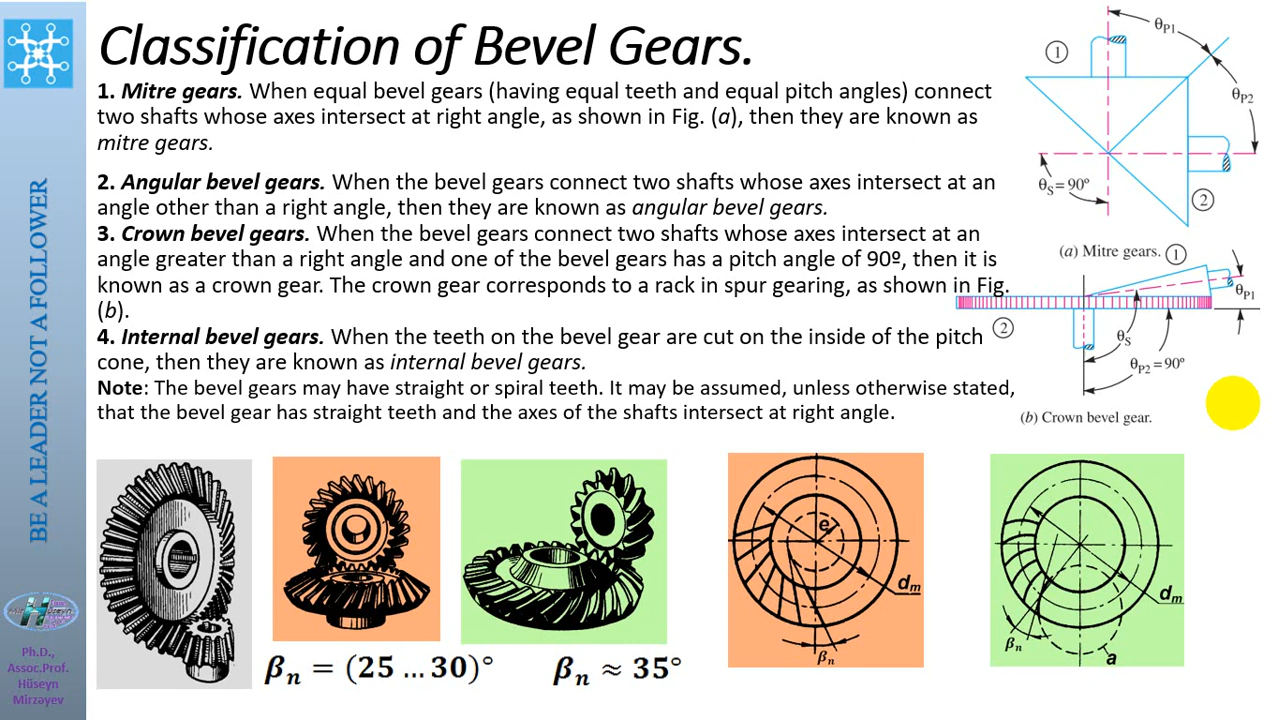 Classification of Bevel Gears.
1. Mitre gears. When equal bevel gears (having equal teeth and equal pitch angles) connect
two shafts whose axes intersect at right angle, as shown in Fig. (a), then they are known as
mitre gears.
2. Angular bevel gears. When the bevel gears connect two shafts whose axes intersect at an
angle other than a right angle, then they are known as angular bevel gears.
3. Crown bevel gears. When the bevel gears connect two shafts whose axes intersect at an
angle greater than a right angle and one of the bevel gears has a pitch angle of 90º, then it is
known as a crown gear. The crown gear corresponds to a rack in spur gearing, as shown in Fig.
(b).
4. Internal bevel gears. When the teeth on the bevel gear are cut on the inside of the pitch
cone, then they are known as internal bevel gears.
Note: The bevel gears may have straight or spiral teeth. It may be assumed, unless otherwise stated,
that the bevel gear has straight teeth and the axes of the shafts intersect at right angle.
θP1
1
θP2
θS = 90º
2
(a) Mitre gears.
1
θP1
2
θS
θP2 = 90º
(b) Crown bevel gear.
e
dm
βn
dm
βn
a
βn = (25 ... 30)°
βn ≈ 35°
BE A LEADER NOT A FOLLOWER
Ph.D.,
Assoc.Prof.
Hüseyn
Mirzəyev